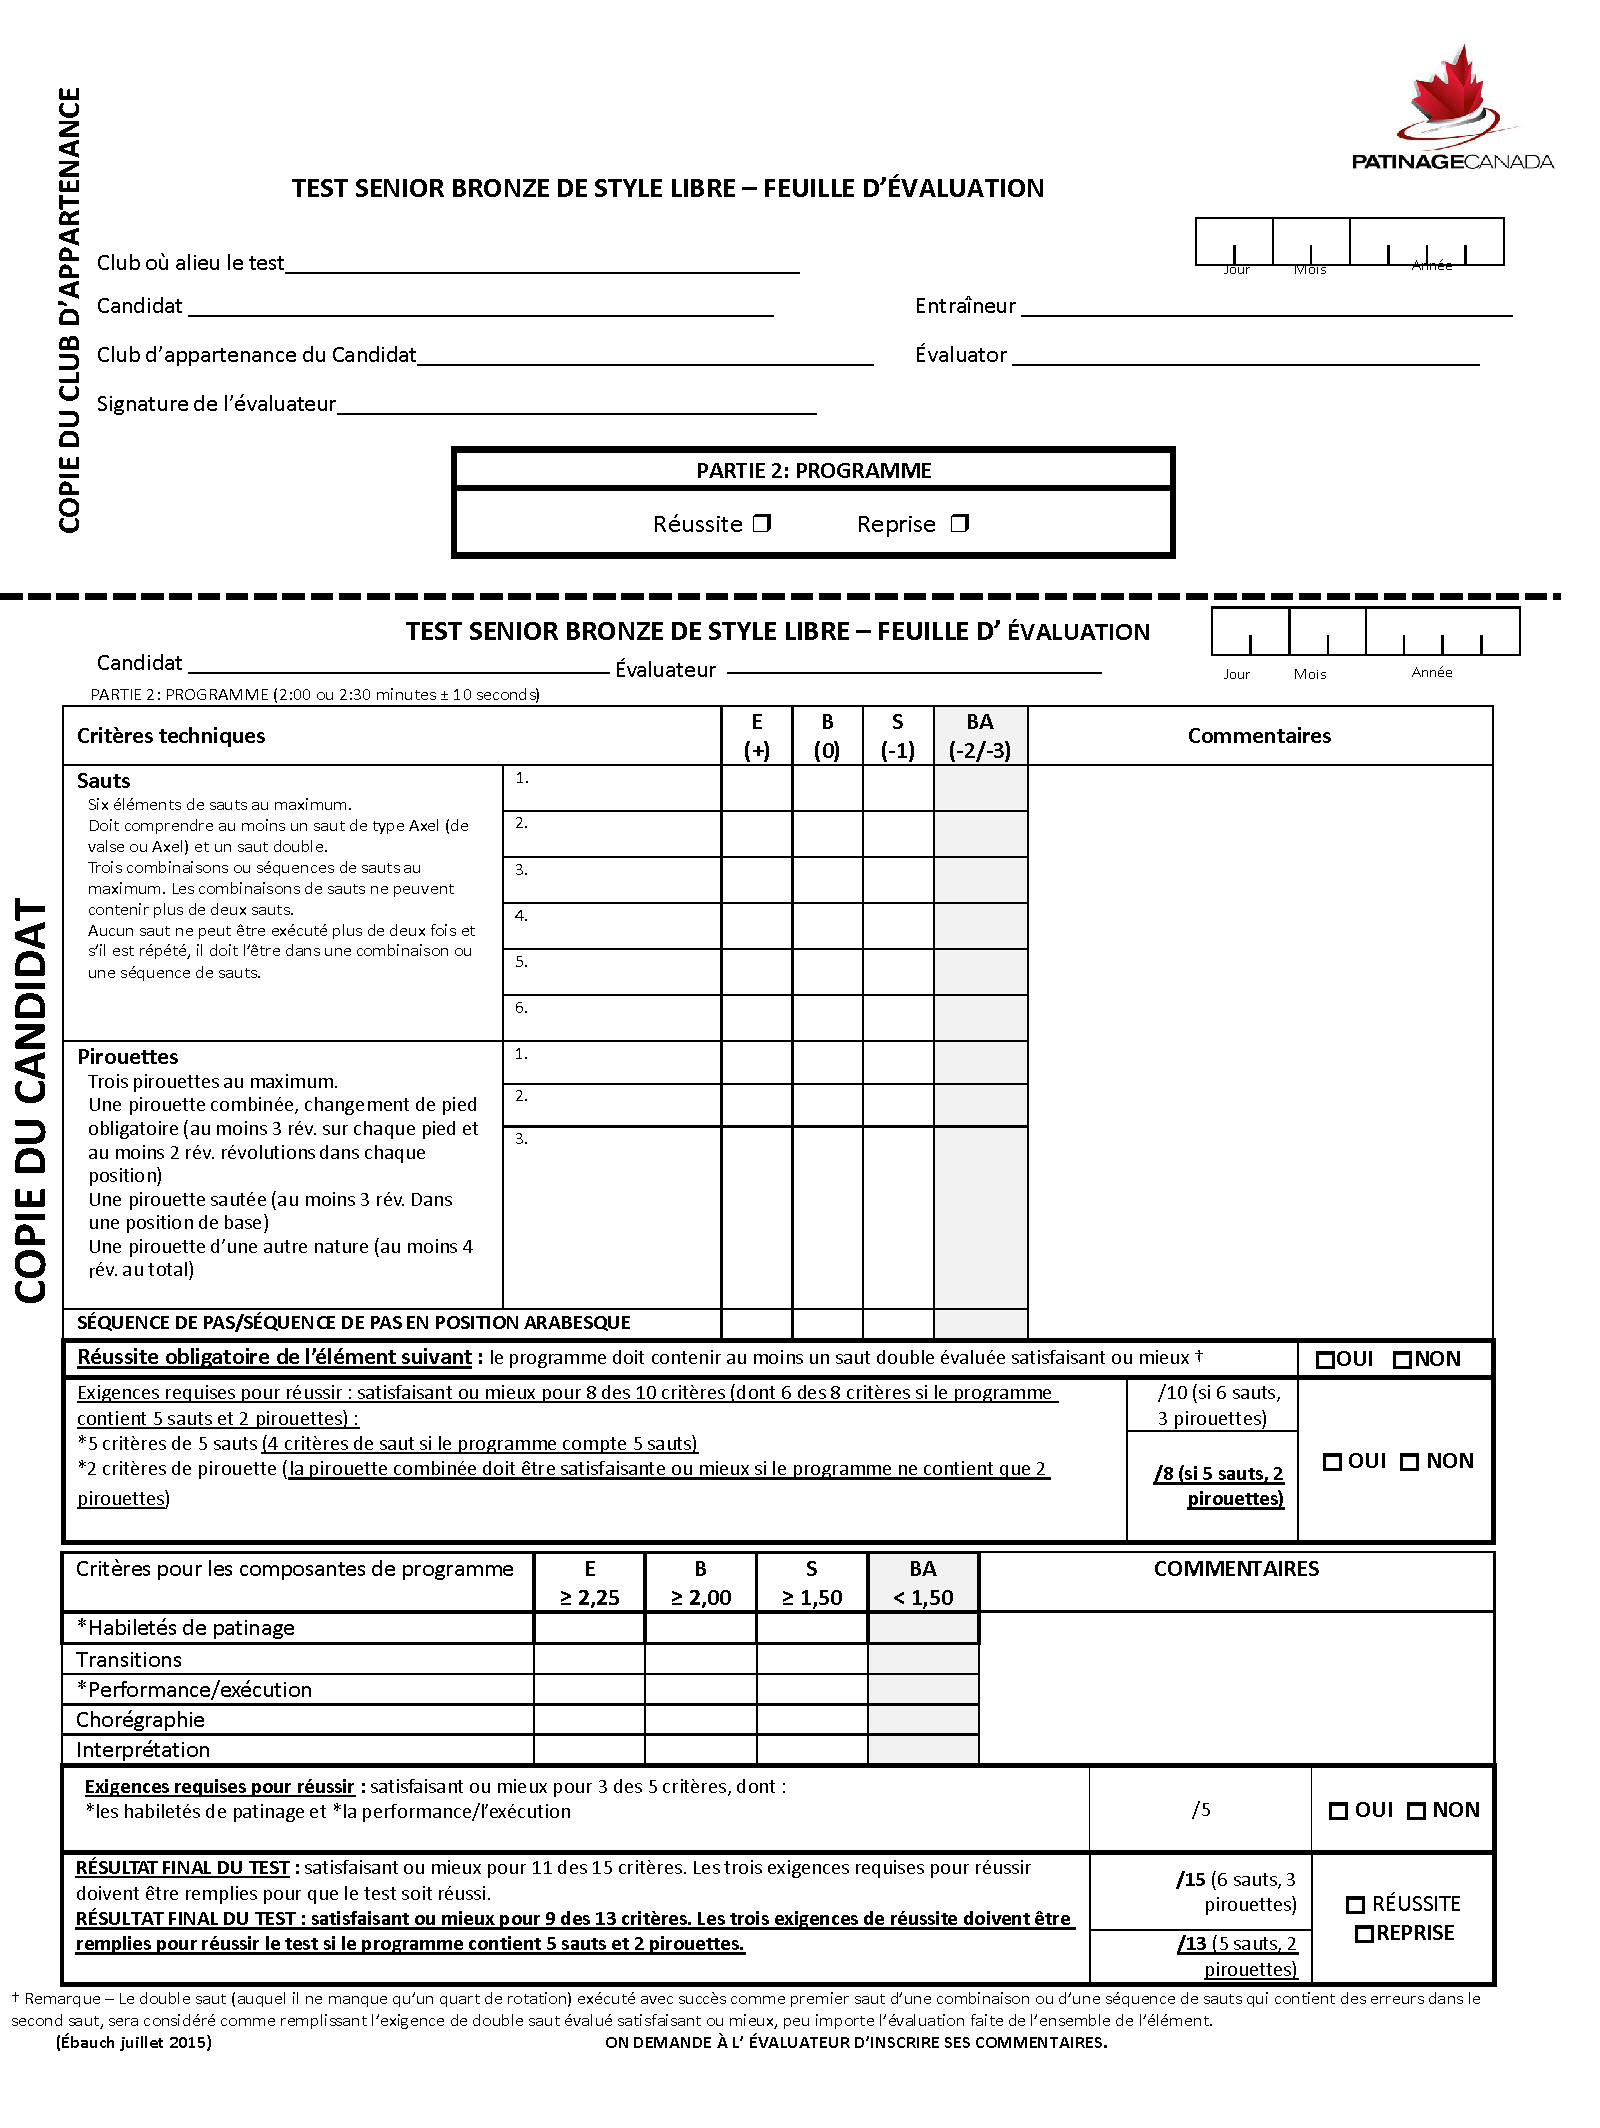 COPIE DU CLUB D’APPARTENANCE
PATINAGECANADA
TEST SENIOR BRONZE DE STYLE LIBRE – FEUILLE D’ÉVALUATION
Club où alieu le test
Jour Mois Année
Candidat
Entraîneur
Club d’appartenance du Candidat
Évaluator
Signature de l’évaluateur
PARTIE 2: PROGRAMME
Réussite ❒ Reprise ❒
COPIE DU CANDIDAT
TEST SENIOR BRONZE DE STYLE LIBRE – FEUILLE D’ ÉVALUATION
Candidat Évaluateur
Jour Mois Année
PARTIE 2: PROGRAMME (2:00 ou 2:30 minutes ± 10 seconds)
Critères techniques
E
(+)
B
(0)
S
(-1)
BA
(-2/-3)
Commentaires
Sauts
Six éléments de sauts au maximum.
Doit comprendre au moins un saut de type Axel (de
valse ou Axel) et un saut double.
Trois combinaisons ou séquences de sauts au
maximum. Les combinaisons de sauts ne peuvent
contenir plus de deux sauts.
Aucun saut ne peut être exécuté plus de deux fois et
s’il est répété, il doit l’être dans une combinaison ou
une séquence de sauts.
1.
2.
3.
4.
5.
6.
Pirouettes
Trois pirouettes au maximum.
Une pirouette combinée, changement de pied
obligatoire (au moins 3 rév. sur chaque pied et
au moins 2 rév. révolutions dans chaque
position)
Une pirouette sautée (au moins 3 rév. Dans
une position de base)
Une pirouette d’une autre nature (au moins 4
rév. au total)
1.
2.
3.
SÉQUENCE DE PAS/SÉQUENCE DE PAS EN POSITION ARABESQUE
Réussite obligatoire de l’élément suivant : le programme doit contenir au moins un saut double évaluée satisfaisant ou mieux †
☐OUI ☐NON
Exigences requises pour réussir : satisfaisant ou mieux pour 8 des 10 critères (dont 6 des 8 critères si le programme
contient 5 sauts et 2 pirouettes) :
*5 critères de 5 sauts (4 critères de saut si le programme compte 5 sauts)
*2 critères de pirouette (la pirouette combinée doit être satisfaisante ou mieux si le programme ne contient que 2
pirouettes)
/10 (si 6 sauts,
3 pirouettes)
/8 (si 5 sauts, 2
pirouettes)
☐ OUI ☐ NON
Critères pour les composantes de programme
E
≥ 2,25
B
≥ 2,00
S
≥ 1,50
BA
< 1,50
COMMENTAIRES
*Habiletés de patinage
Transitions
*Performance/exécution
Chorégraphie
Interprétation
Exigences requises pour réussir : satisfaisant ou mieux pour 3 des 5 critères, dont :
*les habiletés de patinage et *la performance/l’exécution
/5
☐ OUI ☐ NON
RÉSULTAT FINAL DU TEST : satisfaisant ou mieux pour 11 des 15 critères. Les trois exigences requises pour réussir
doivent être remplies pour que le test soit réussi.
RÉSULTAT FINAL DU TEST : satisfaisant ou mieux pour 9 des 13 critères. Les trois exigences de réussite doivent être
remplies pour réussir le test si le programme contient 5 sauts et 2 pirouettes.
/15 (6 sauts, 3
pirouettes)
/13 (5 sauts, 2
pirouettes)
☐ RÉUSSITE
☐REPRISE
† Remarque – Le double saut (auquel il ne manque qu’un quart de rotation) exécuté avec succès comme premier saut d’une combinaison ou d’une séquence de sauts qui contient des erreurs dans le
second saut, sera considéré comme remplissant l’exigence de double saut évalué satisfaisant ou mieux, peu importe l’évaluation faite de l’ensemble de l’élément.
(Ébauch juillet 2015) ON DEMANDE À L’ ÉVALUATEUR D’INSCRIRE SES COMMENTAIRES.